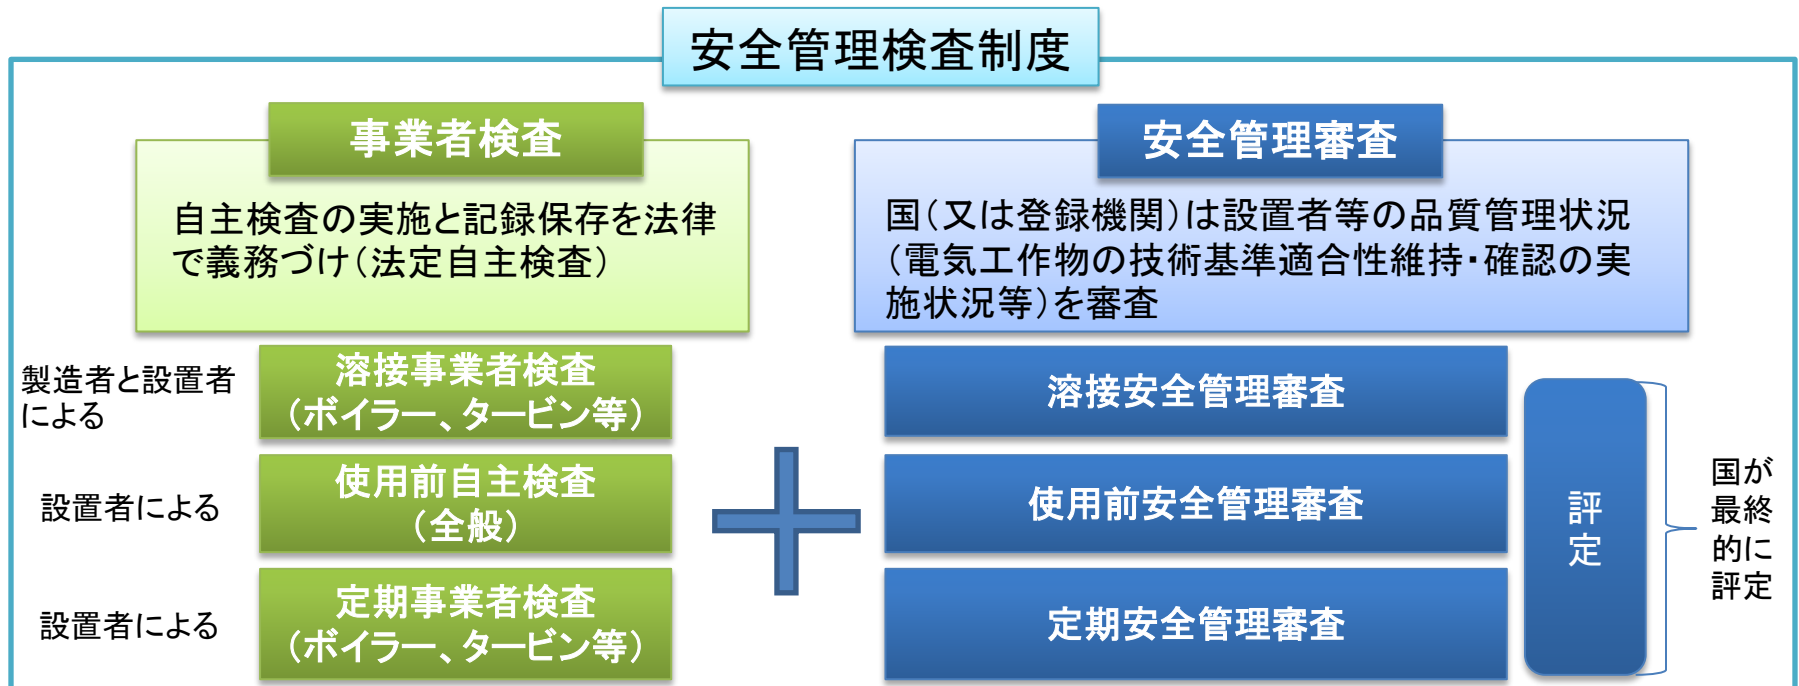 安全管理検査制度
事業者検査
自主検査の実施と記録保存を法律
で義務づけ(法定自主検査)
安全管理審査
国(又は登録機関)は設置者等の品質管理状況
(電気工作物の技術基準適合性維持・確認の実
施状況等)を審査
製造者と設置者
による
溶接事業者検査
(ボイラー、タービン等)
溶接安全管理審査
設置者による
使用前自主検査
(全般)
使用前安全管理審査
設置者による
定期事業者検査
(ボイラー、タービン等)
定期安全管理審査
評
定
国が
最終
的に
評定